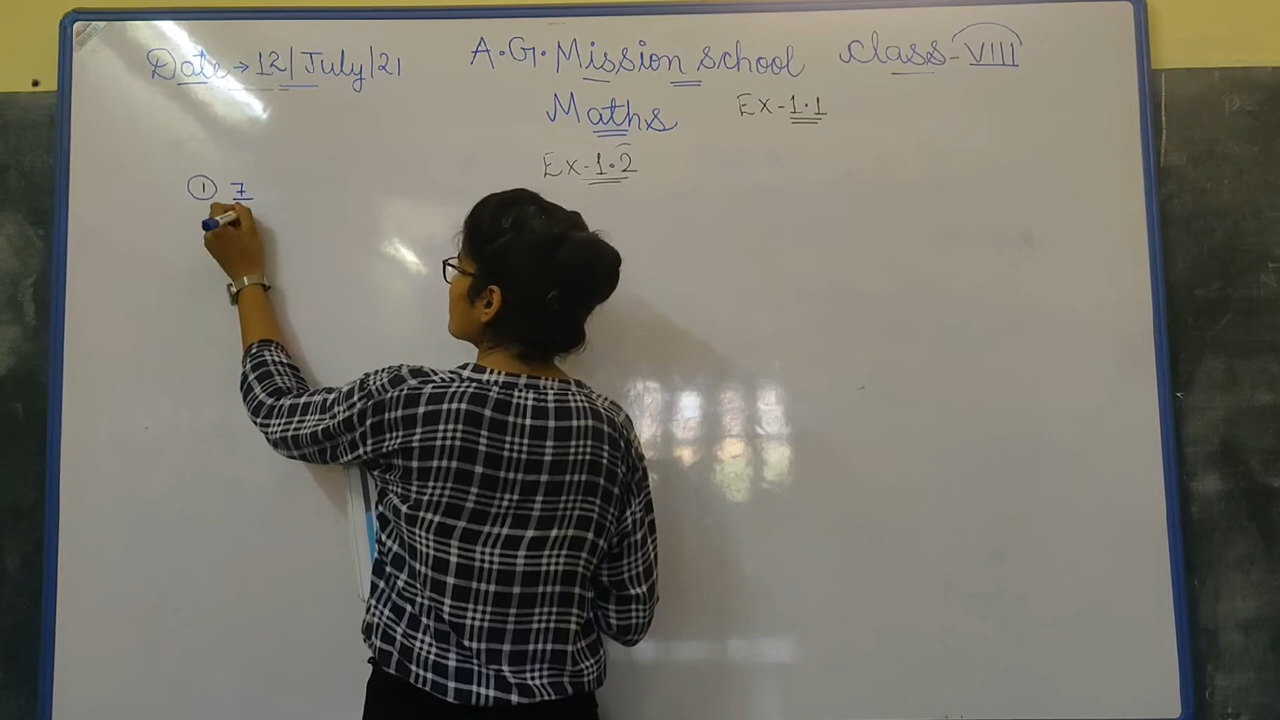 Date → 12|July|21 A.G.Mission school class-VIII
Maths Ex-1.1
Ex-1.2
① 7